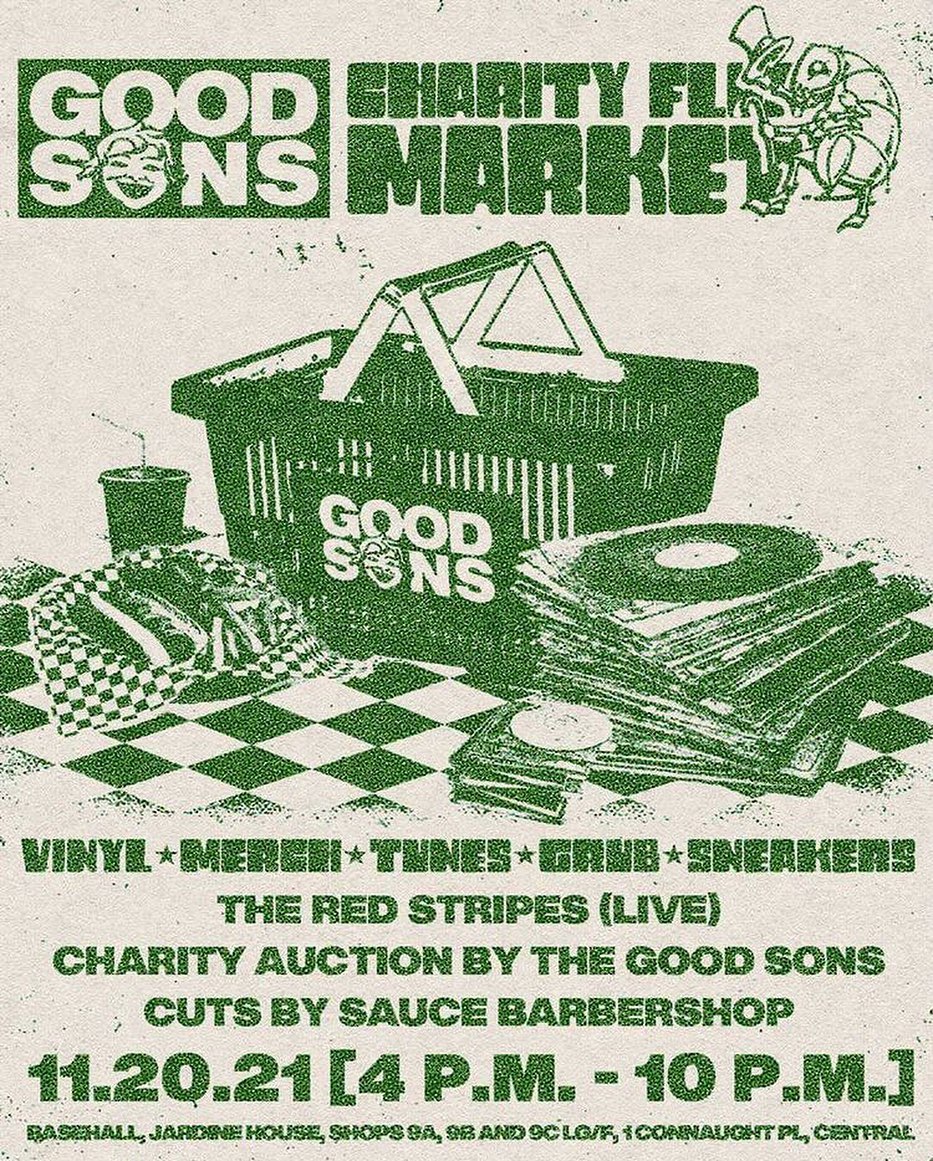 GOOD
SONS
CHARITY FLEA
MARKET
GOOD
SONS
VINYL ★ MERCH ★ TUNES ★ GRUB ★ SNEAKERS
THE RED STRIPES (LIVE)
CHARITY AUCTION BY THE GOOD SONS
CUTS BY SAUCE BARBERSHOP
11.20.21 [4 P.M. - 10 P.M.]
BASEHALL, JARDINE HOUSE, SHOPS 9A, 9B AND 9C LG/F, 1 CONNAUGHT PL, CENTRAL